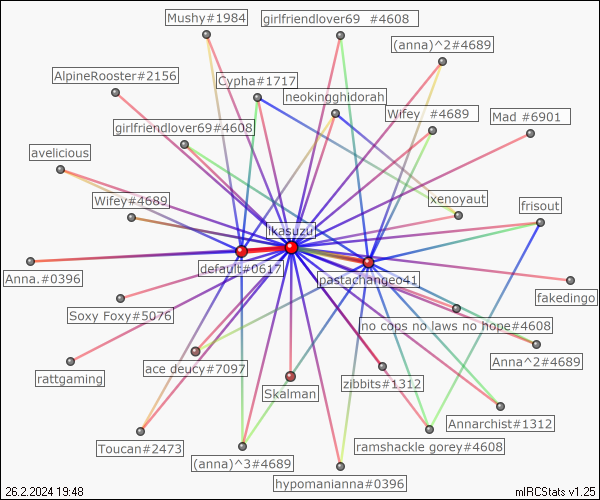 Mushy#1984
girlfriendlover69 #4608
(anna)^2#4689
AlpineRooster#2156
Cypha#1717
neokingghidorah
Wifey #4689
Mad #6901
girlfriendlover69#4608
avelicious
Wifey#4689
xenoyaut
frisout
ikasuzu
Anna.#0396
default#0617
pastachangeo41
fakedingo
Soxy Foxy#5076
no cops no laws no hope#4608
Anna^2#4689
rattgaming
ace deucy#7097
Skalman
zibbits#1312
Annarchist#1312
Toucan#2473
(anna)^3#4689
ramshackle gorey#4608
hypomanianna#0396
26.2.2024 19:48
mIRCStats v1.25